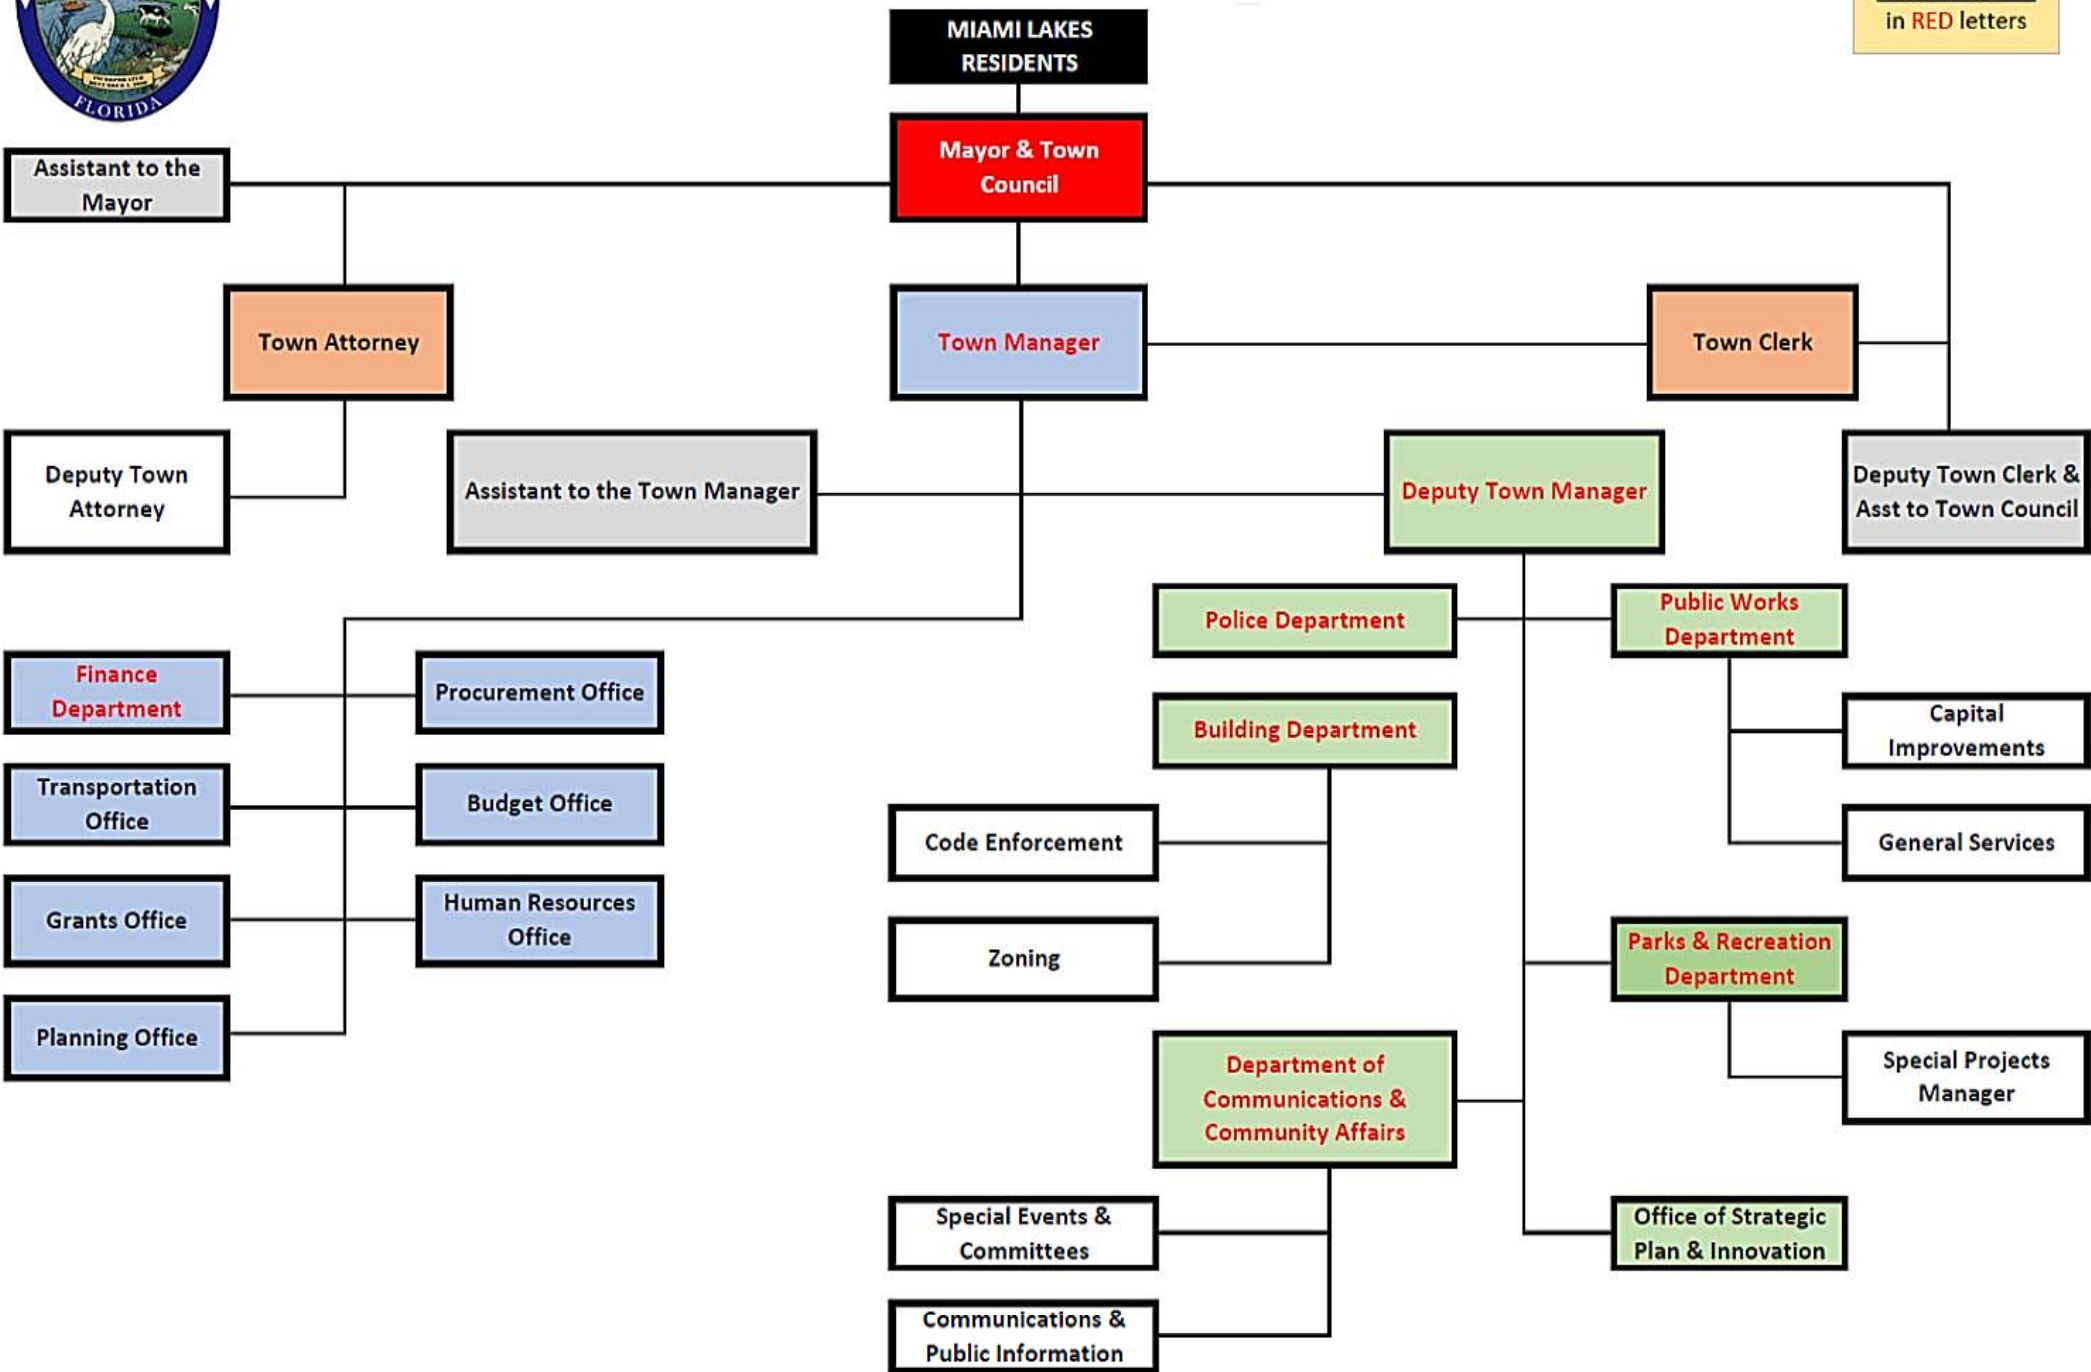 FLORIDA
in RED letters
MIAMI LAKES
RESIDENTS
Mayor & Town
Council
Assistant to the
Mayor
Town Attorney
Town Manager
Town Clerk
Deputy Town
Attorney
Assistant to the Town Manager
Deputy Town Manager
Deputy Town Clerk &
Asst to Town Council
Police Department
Public Works
Department
Finance
Department
Procurement Office
Building Department
Capital
Improvements
Transportation
Office
Budget Office
Code Enforcement
General Services
Grants Office
Human Resources
Office
Zoning
Parks & Recreation
Department
Planning Office
Department of
Communications &
Community Affairs
Special Projects
Manager
Special Events &
Committees
Office of Strategic
Plan & Innovation
Communications &
Public Information